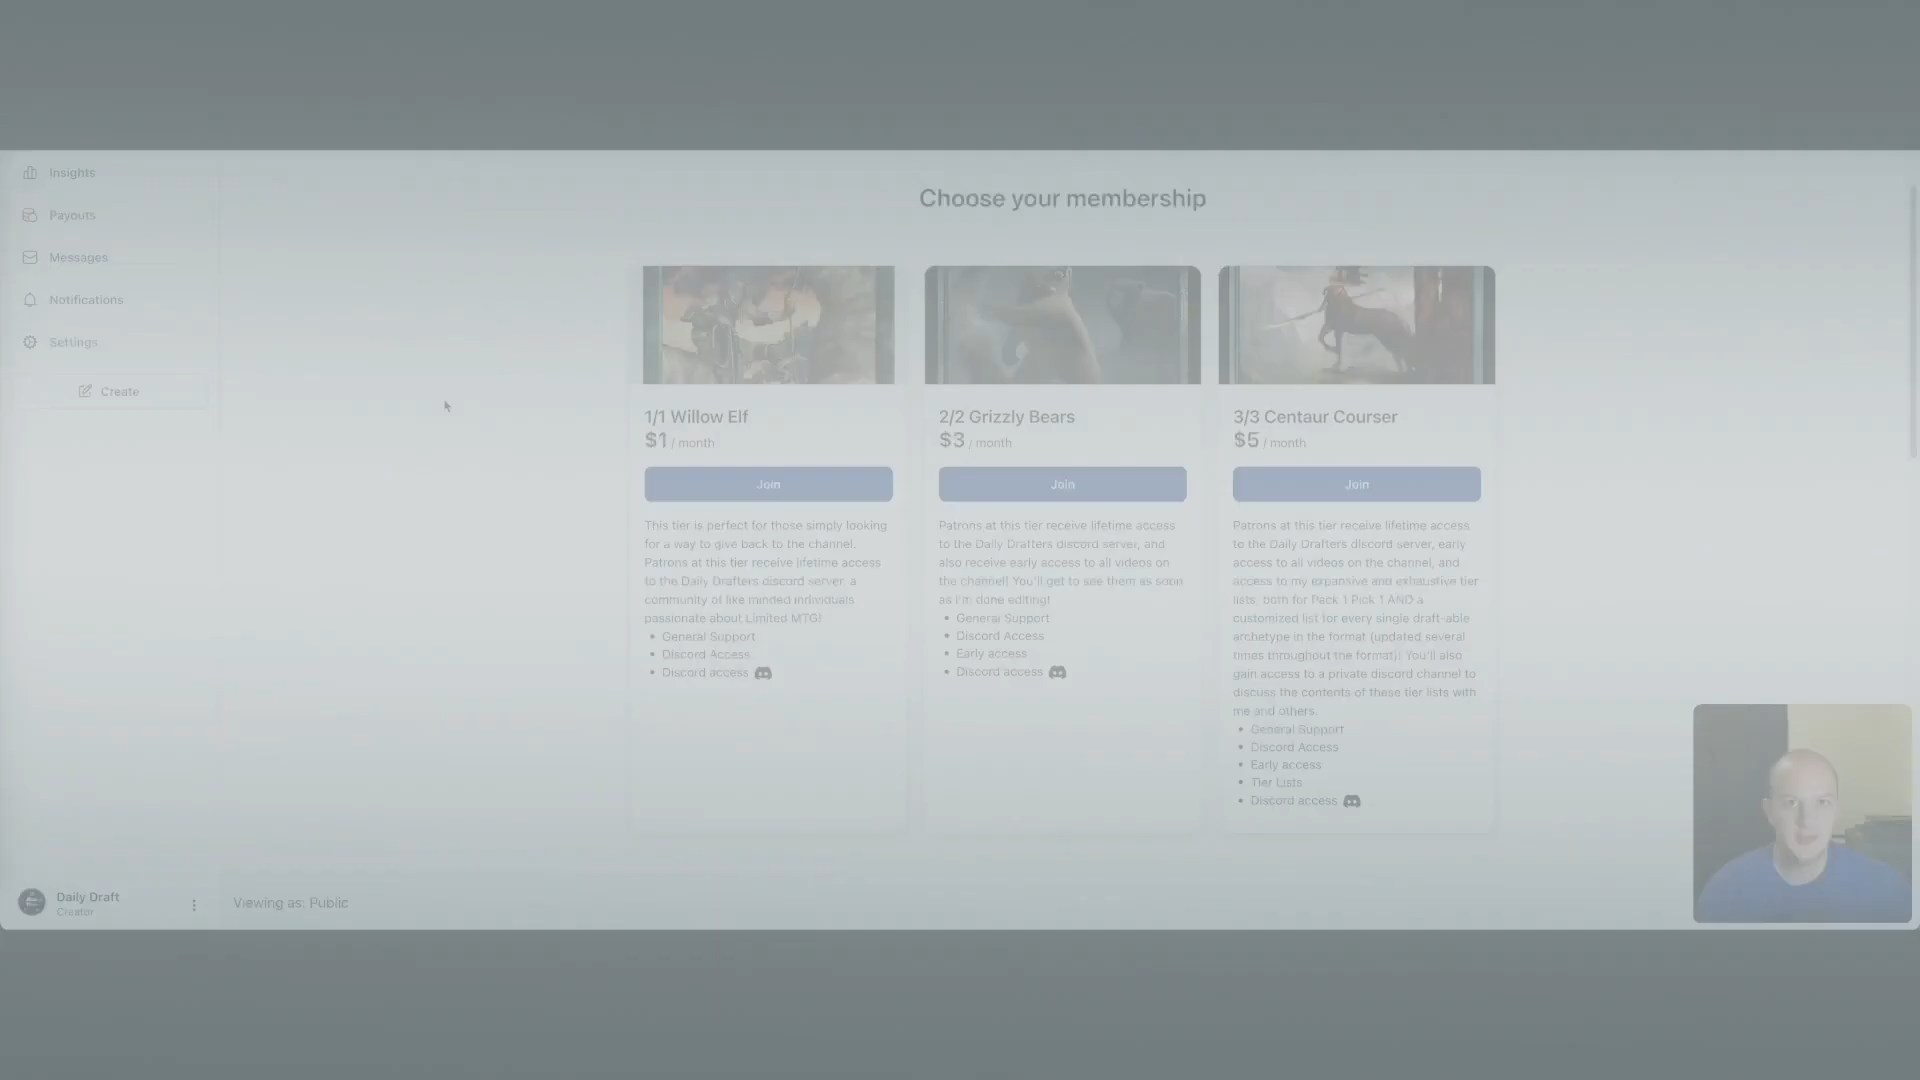 Insights
Payouts
Messages
Notifications
Settings
Create
Choose your membership
1/1 Willow Elf
$1 / month
Join
This tier is perfect for those simply looking
for a way to give back to the channel.
Patrons at this tier receive lifetime access
to the Daily Drafters discord server, a
community of like minded individuals
passionate about Limited MTG!
• General Support
• Discord Access
• Discord access
2/2 Grizzly Bears
$3 / month
Join
Patrons at this tier receive lifetime access
to the Daily Drafters discord server, and
also receive early access to all videos on
the channel! You'll get to see them as soon
as I'm done editing!
• General Support
• Discord Access
• Early access
• Discord access
3/3 Centaur Courser
$5 / month
Join
Patrons at this tier receive lifetime access
to the Daily Drafters discord server, early
access to all videos on the channel, and
access to my expansive and exhaustive tier
lists, both for Pack 1 Pick 1 AND a
customized list for every single draft-able
archetype in the format (updated several
times throughout the format)! You'll also
gain access to a private discord channel to
discuss the contents of these tier lists with
me and others.
• General Support
• Discord Access
• Early access
• Tier Lists
• Discord access
Daily Draft
Creator
Viewing as: Public